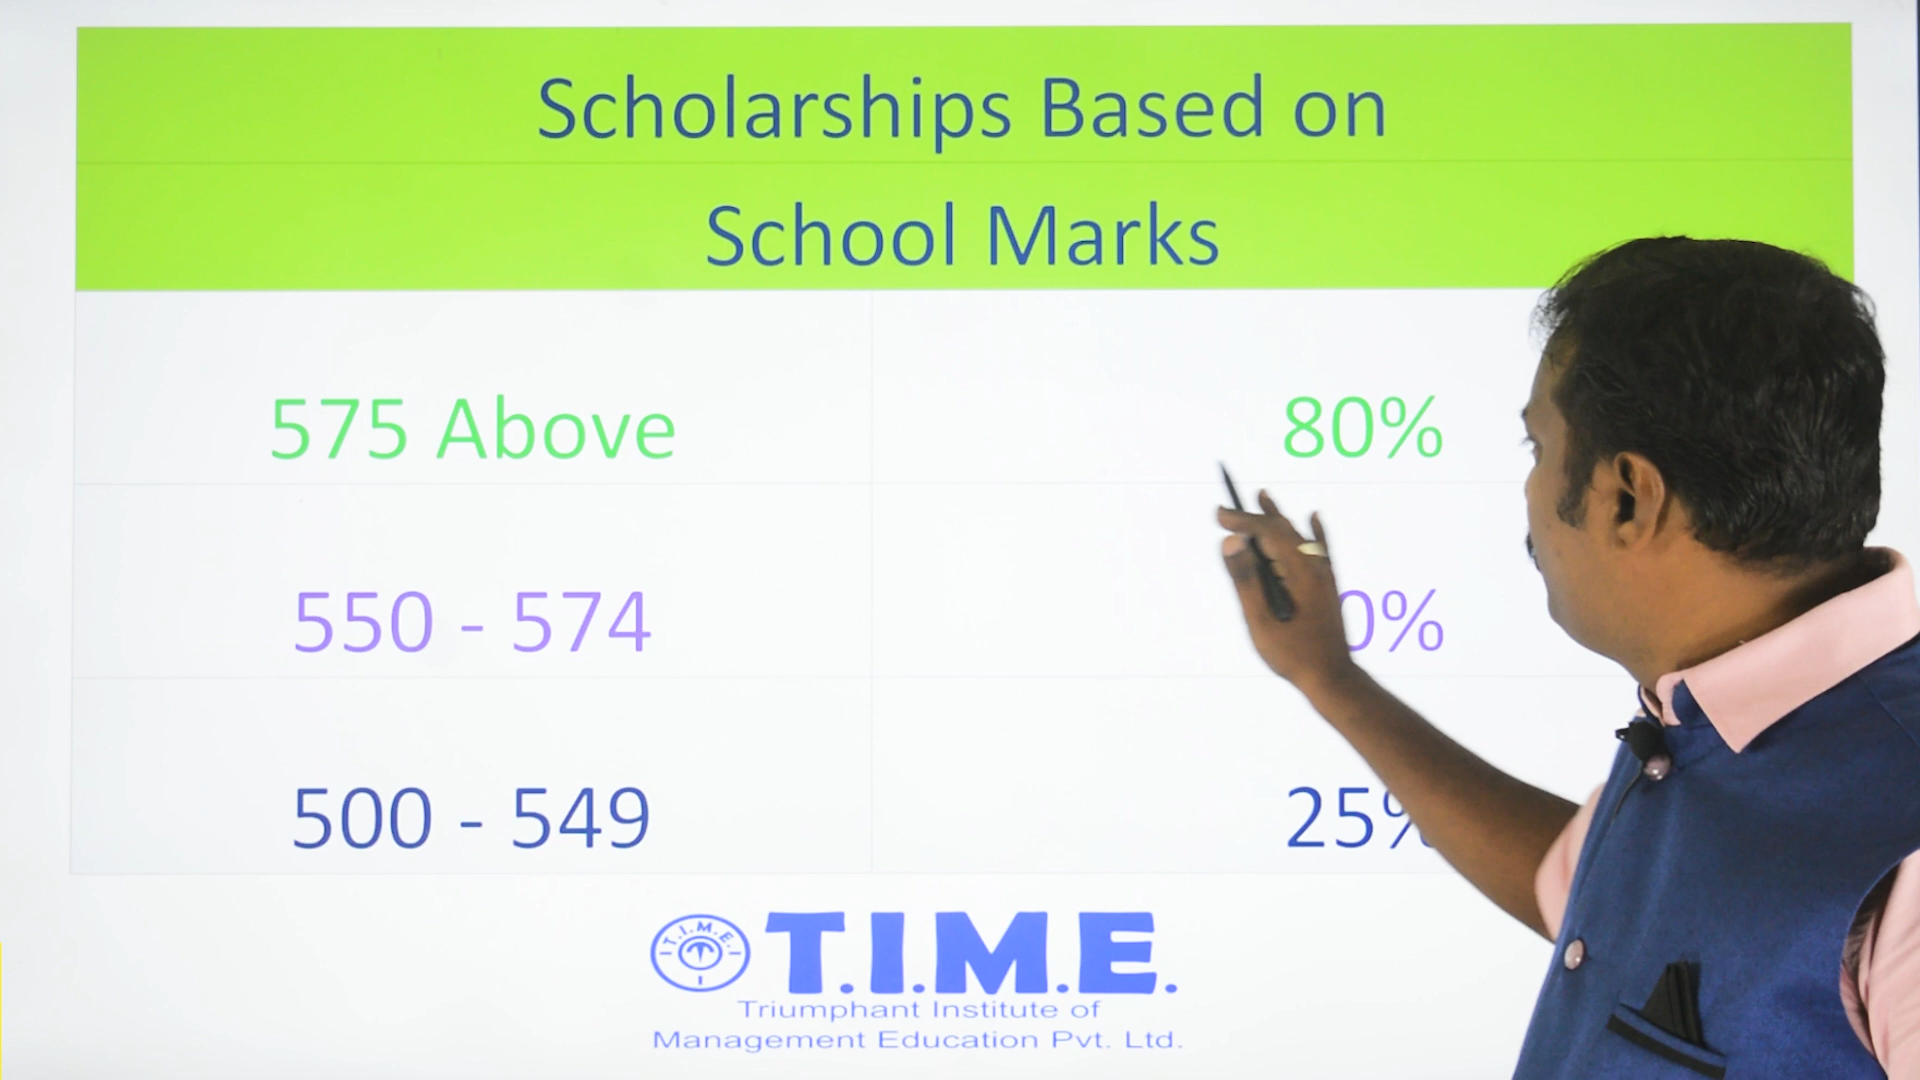 Scholarships Based on
School Marks
575 Above 80%
550 - 574
500 - 549 25%
T.I.M.E.
T.I.M.E.
Triumphant Institute of
Management Education Pvt. Ltd.